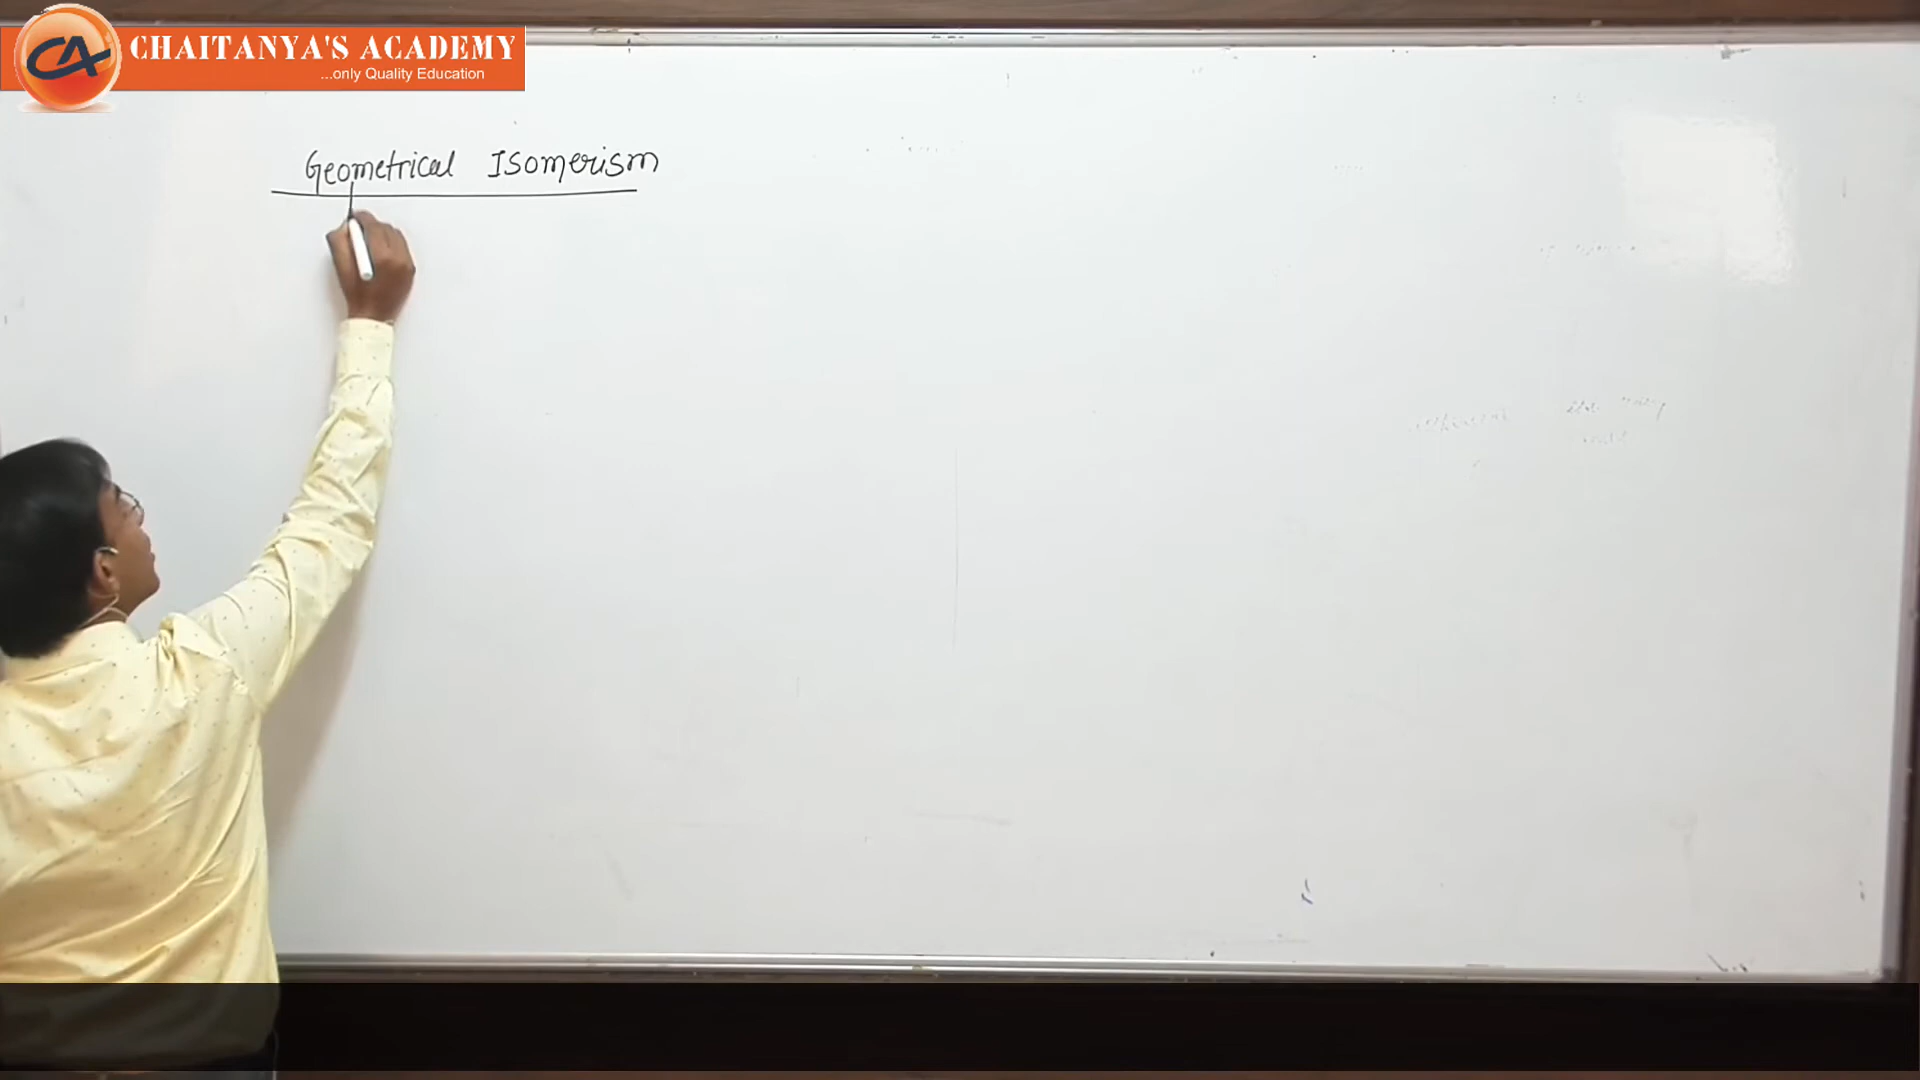 CHAITANYA'S ACADEMY
...only Quality Education
Geometrical Isomerism